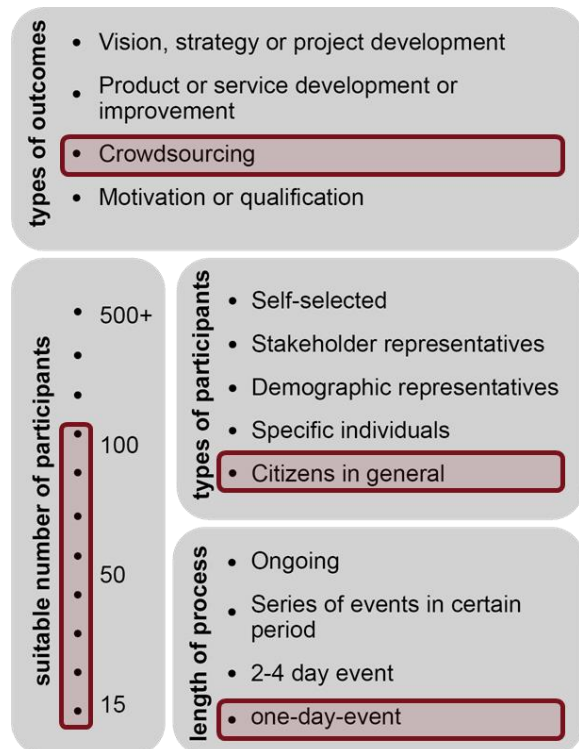 types of outcomes
• Vision, strategy or project development
• Product or service development or
improvement
• Crowdsourcing
• Motivation or qualification
suitable number of participants
• 500+
•
•
• 100
•
•
•
• 50
•
•
•
• 15
types of participants
• Self-selected
• Stakeholder representatives
• Demographic representatives
• Specific individuals
• Citizens in general
length of process
• Ongoing
• Series of events in certain
period
• 2-4 day event
• one-day-event